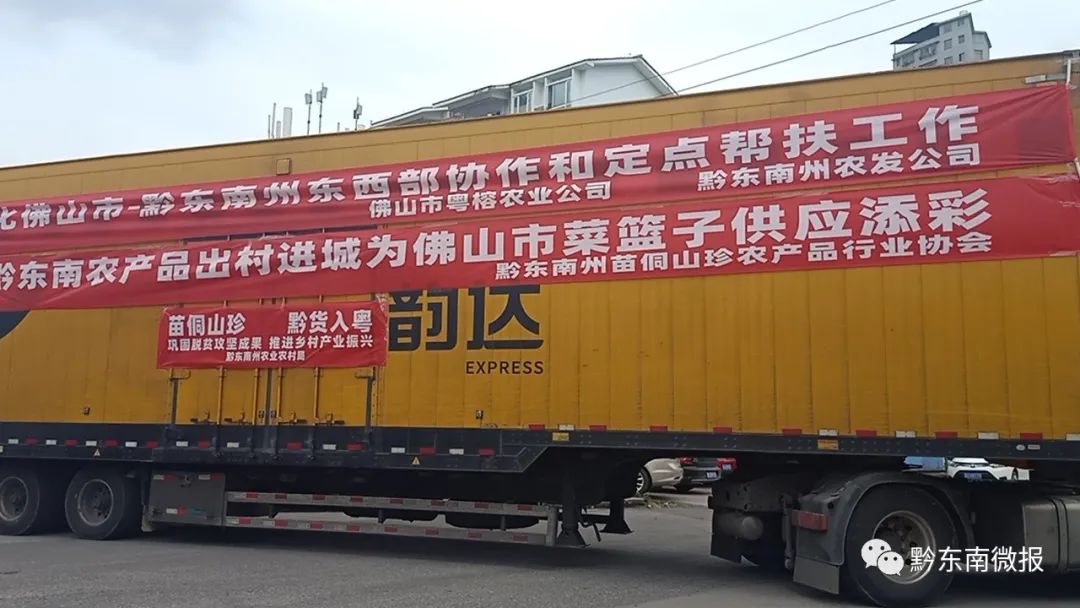 佛山市-黔东南州东西部协作和定点帮扶工作
佛山市粤榕农业公司 黔东南州农发公司
黔东南农产品出村进城为佛山市菜篮子供应添彩
黔东南州苗侗山珍农产品行业协会
苗侗山珍 黔货入粤
巩固脱贫攻坚成果 推进乡村产业振兴
黔东南州农业农村局
韵达
EXPRESS
黔东南微报